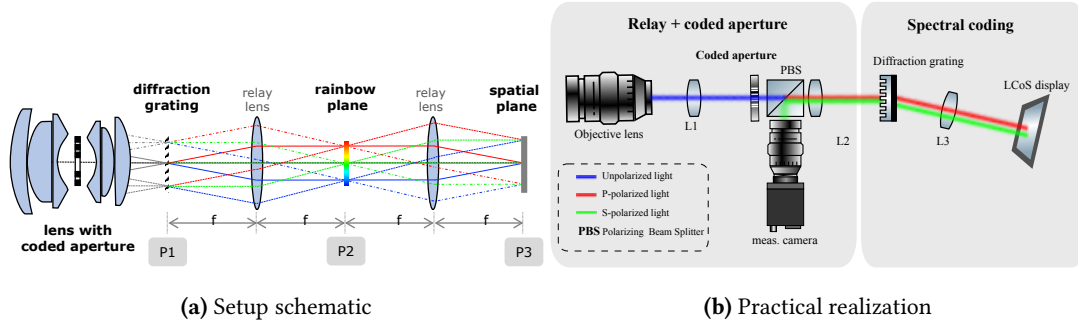 diffraction
grating
relay
lens
rainbow
plane
relay
lens
spatial
plane
f
f
f
f
lens with
coded aperture
P1
P2
P3
(a) Setup schematic
Relay + coded aperture
Spectral coding
Coded aperture
PBS
Diffraction grating
LCoS display
Objective lens
L1
L2
L3
Unpolarized light
P-polarized light
S-polarized light
PBS Polarizing Beam Splitter
meas. camera
(b) Practical realization